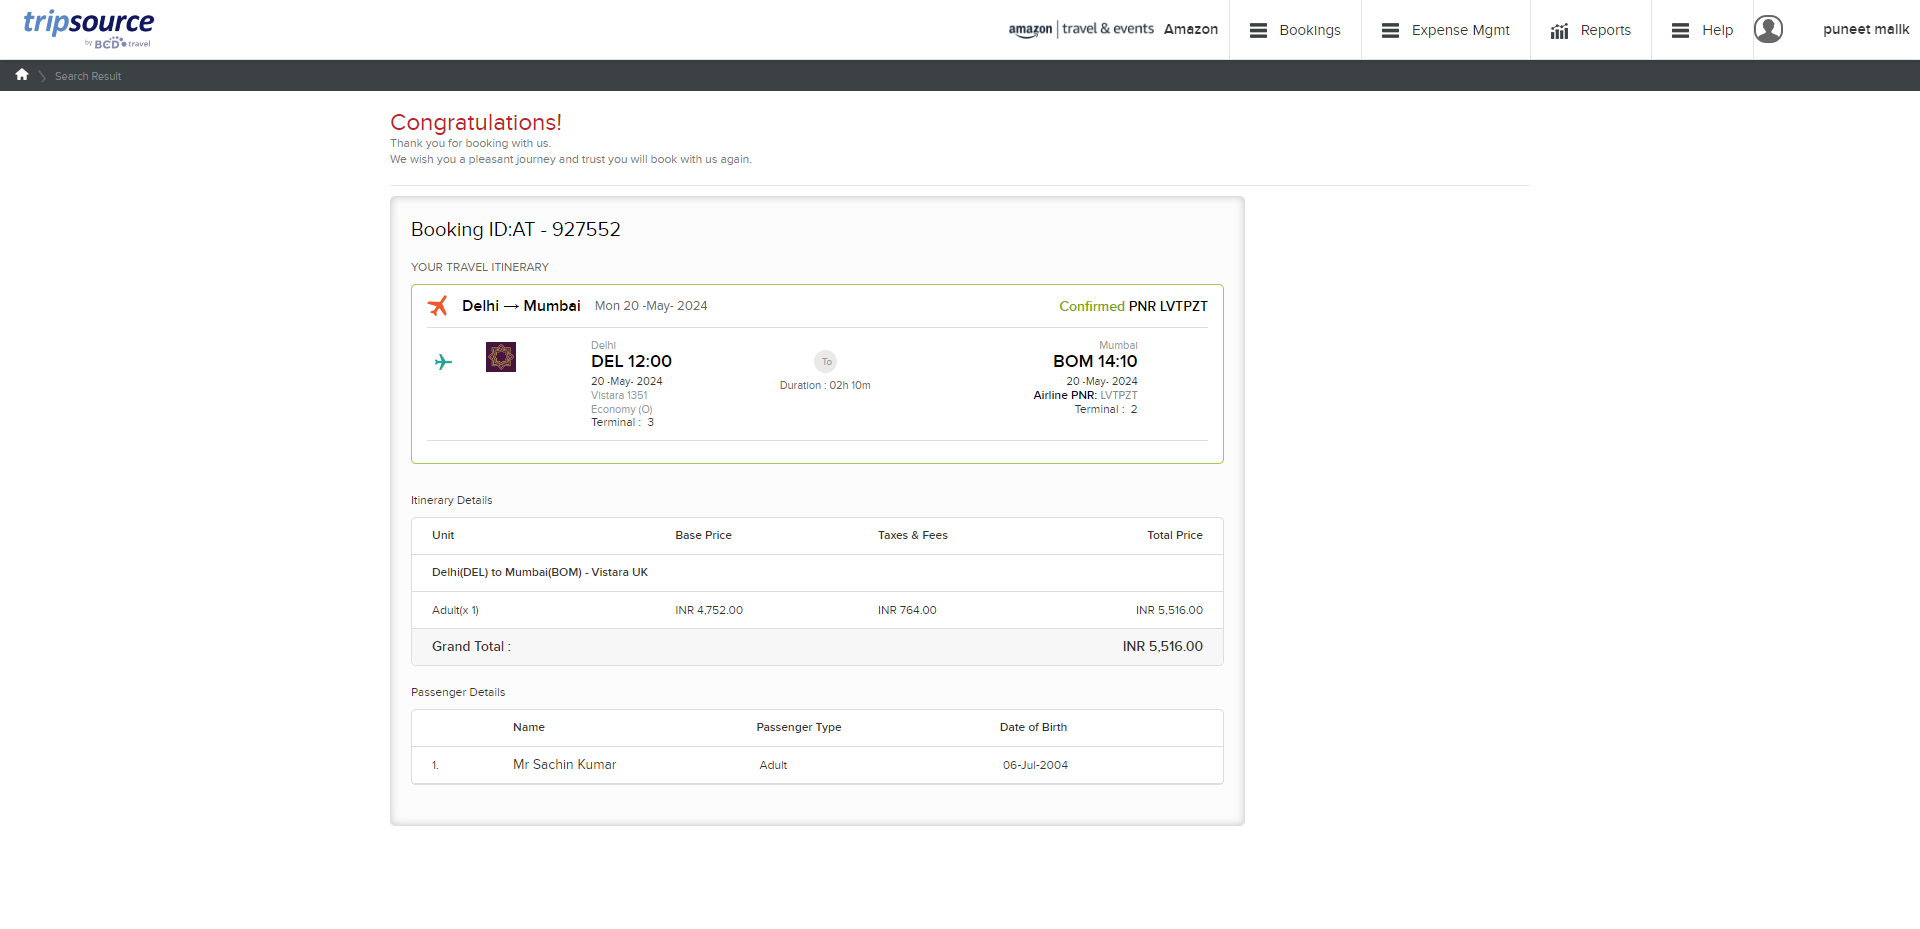 tripsource
by BCD travel
amazon | travel & events Amazon
Bookings
Expense Mgmt
Reports
Help
puneet malik
Search Result
Congratulations!
Thank you for booking with us.
We wish you a pleasant journey and trust you will book with us again.
Booking ID:AT - 927552
YOUR TRAVEL ITINERARY
Delhi → Mumbai Mon 20 -May- 2024 Confirmed PNR LVTPZT
Delhi
DEL 12:00
20 -May- 2024
Vistara 1351
Economy (O)
Terminal : 3
To
Duration : 02h 10m
Mumbai
BOM 14:10
20 -May- 2024
Airline PNR: LVTPZT
Terminal : 2
Itinerary Details
Unit Base Price Taxes & Fees Total Price
Delhi(DEL) to Mumbai(BOM) - Vistara UK
Adult(x 1) INR 4,752.00 INR 764.00 INR 5,516.00
Grand Total : INR 5,516.00
Passenger Details
Name Passenger Type Date of Birth
1. Mr Sachin Kumar Adult 06-Jul-2004